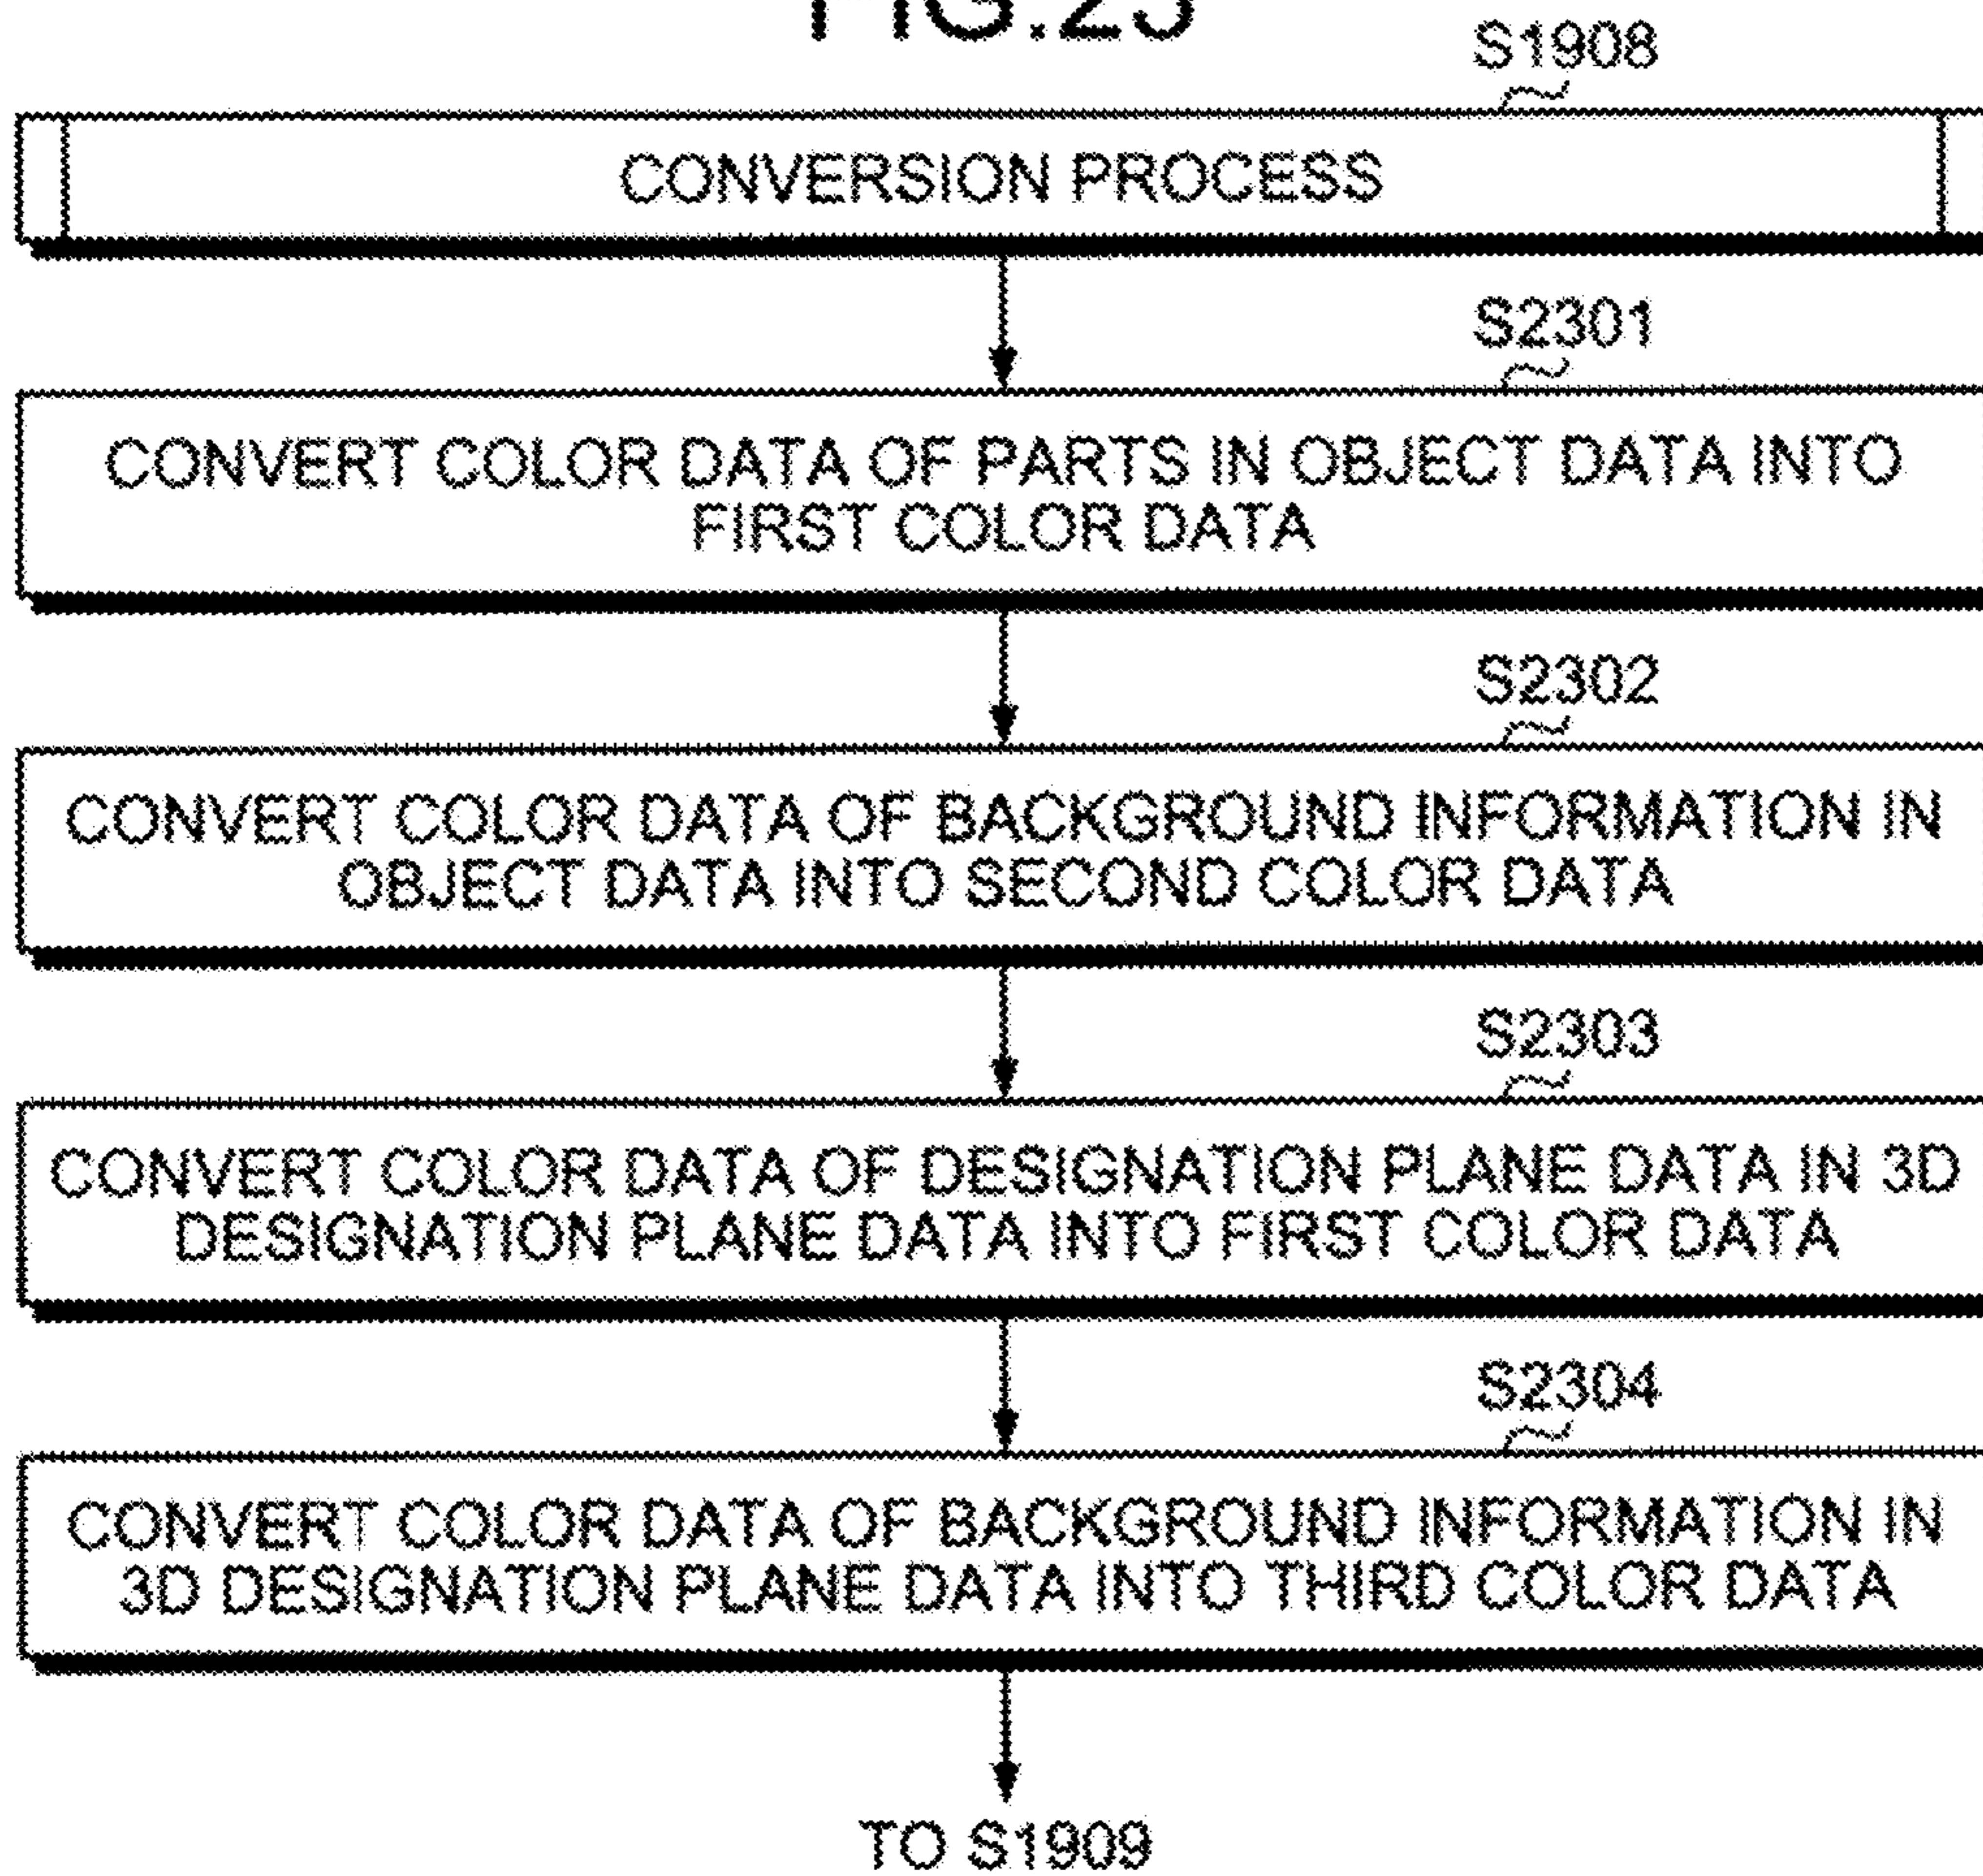 FIG.23
S1908
CONVERSION PROCESS
S2301
CONVERT COLOR DATA OF PARTS IN OBJECT DATA INTO
FIRST COLOR DATA
S2302
CONVERT COLOR DATA OF BACKGROUND INFORMATION IN
OBJECT DATA INTO SECOND COLOR DATA
S2303
CONVERT COLOR DATA OF DESIGNATION PLANE DATA IN 3D
DESIGNATION PLANE DATA INTO FIRST COLOR DATA
S2304
CONVERT COLOR DATA OF BACKGROUND INFORMATION IN
3D DESIGNATION PLANE DATA INTO THIRD COLOR DATA
TO S1909